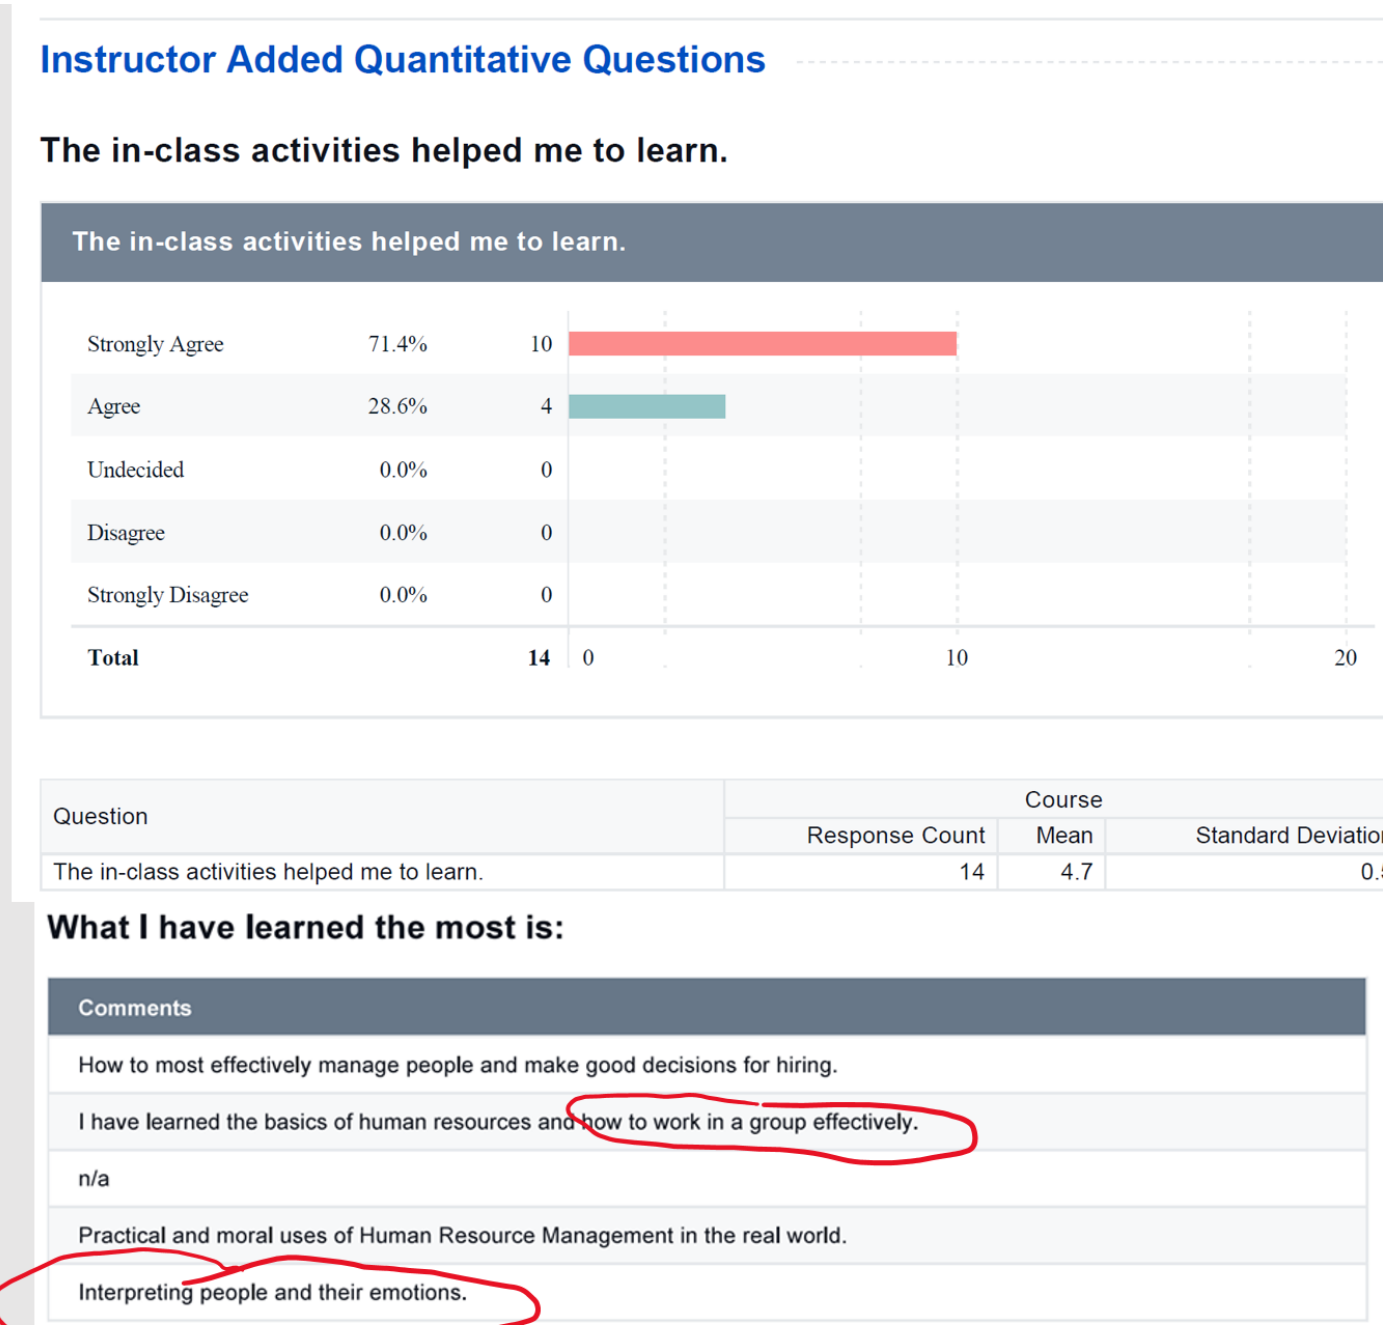 Instructor Added Quantitative Questions
The in-class activities helped me to learn.
The in-class activities helped me to learn.
Strongly Agree 71.4% 10
Agree 28.6% 4
Undecided 0.0% 0
Disagree 0.0% 0
Strongly Disagree 0.0% 0
Total 14 0 10 20
Course
Question
Response Count Mean Standard
The in-class activities helped me to learn. 14 4.7
What I have learned the most is:
Comments
How to most effectively manage people and make good decisions for hiring.
I have learned the basics of human resources and how to work in a group effectively.
n/a
Practical and moral uses of Human Resource Management in the real world.
Interpreting people and their emotions.